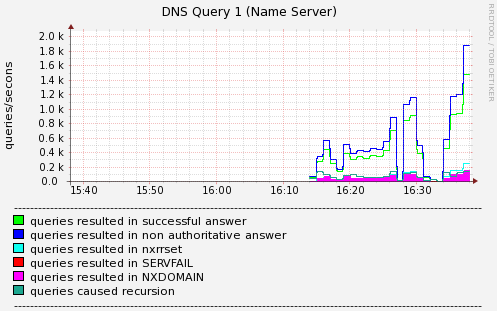 DNS Query 1 (Name Server)
RRDTOOL / TOBI OETIKER
queries/secons
2.0 k
1.8 k
1.6 k
1.4 k
1.2 k
1.0 k
0.8 k
0.6 k
0.4 k
0.2 k
0.0
15:40 15:50 16:00 16:10 16:20 16:30
queries resulted in successful answer
queries resulted in non authoritative answer
queries resulted in nxrrset
queries resulted in SERVFAIL
queries resulted in NXDOMAIN
queries caused recursion